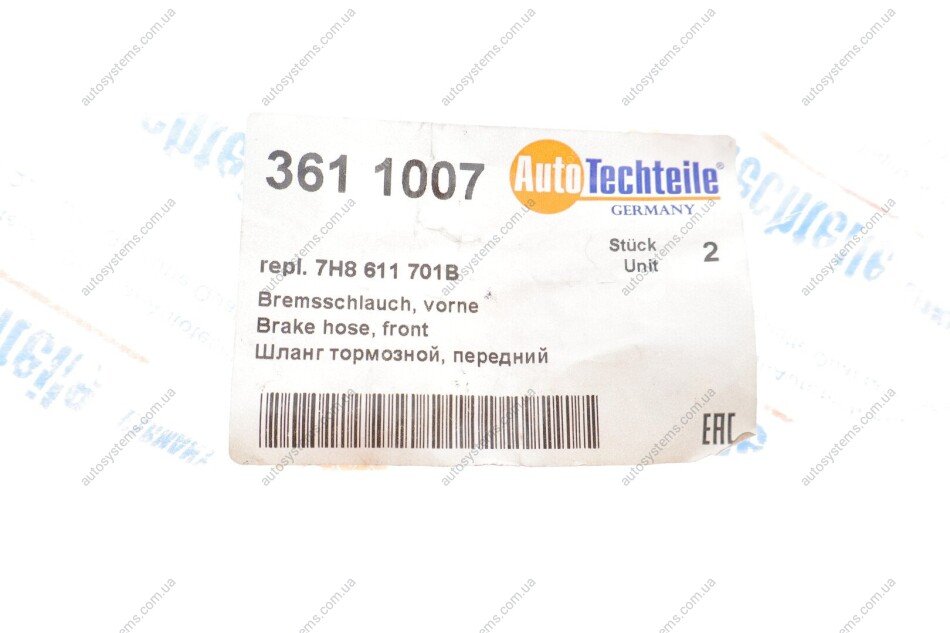 361 1007
AutoTechteile®
GERMANY
Stück 2
Unit
repl. 7H8 611 701B
Bremsschlauch, vorne
Brake hose, front
Шланг тормозной, передний
EAC
autosystems.com.ua